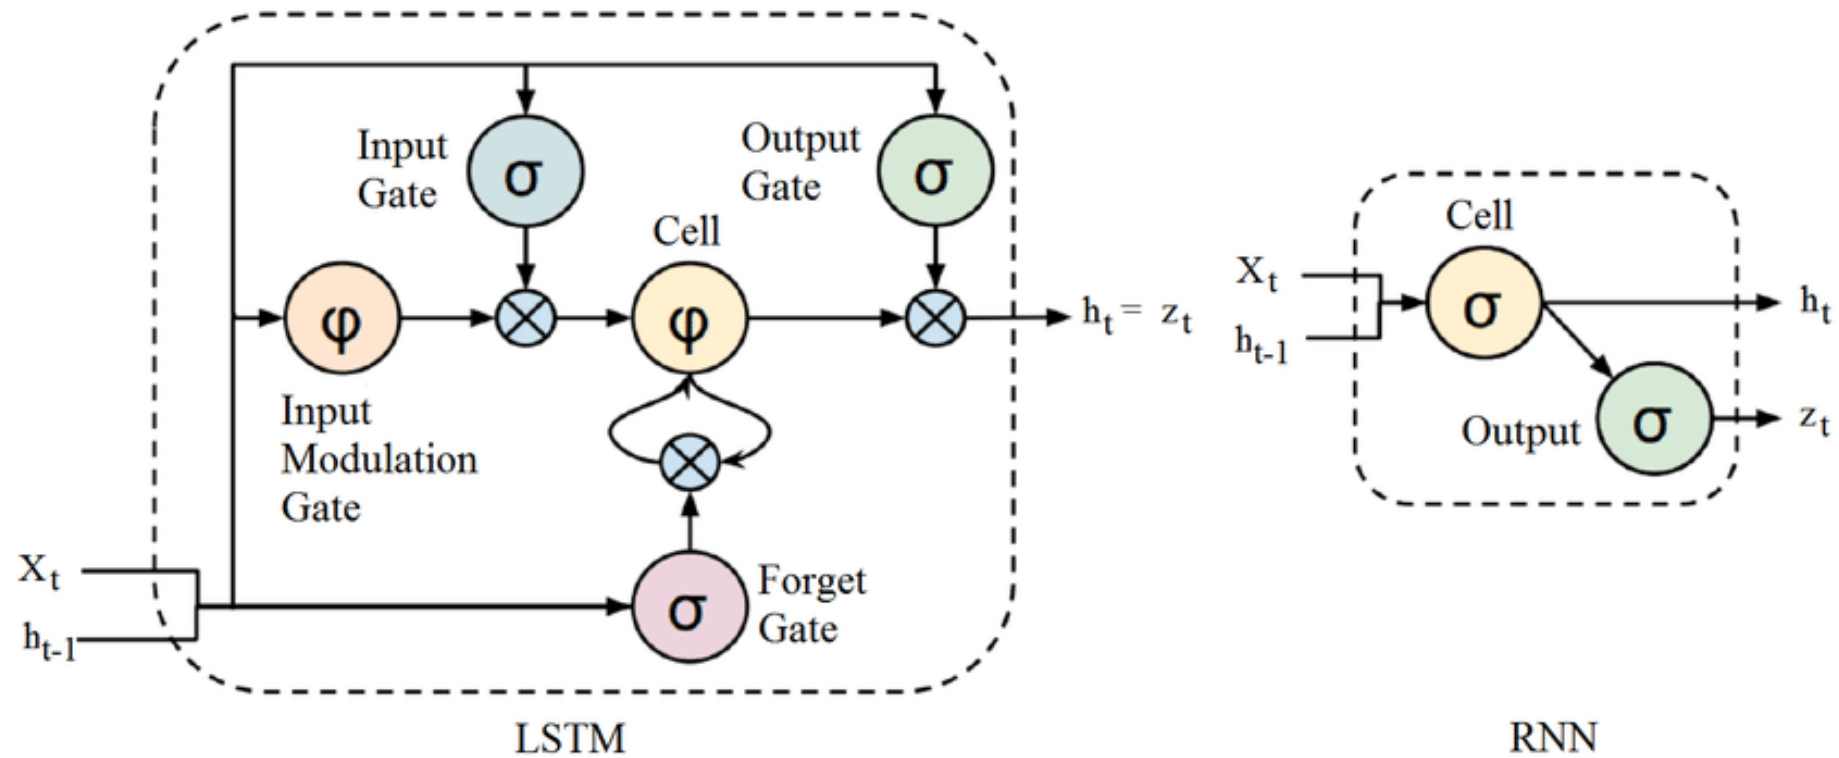 Input
Gate
σ
Output
Gate
σ
Cell
φ
φ
h_t = z_t
Input
Modulation
Gate
X_t
h_t-1
σ
Forget
Gate
LSTM
Cell
X_t
h_t-1
σ
h_t
Output
σ
z_t
RNN